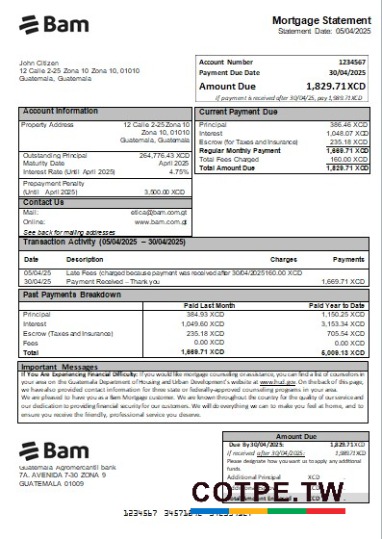 Bam
Mortgage Statement
Statement Date: 05/04/2025
John Citizen
12 Calle 2-25 Zona 10 Zona 10, 01010
Guatemala, Guatemala
Account Number 1234567
Payment Due Date 30/04/2025
Amount Due 1,829.71XCD
If payment is received after 30/04/25, pay 1,989.71XCD
Account Information
Property Address 12 Calle 2-25 Zona 10
Zona 10, 01010
Guatemala, Guatemala
Outstanding Principal 264,776.43 XCD
Maturity Date April 2025
Interest Rate (Until April 2025) 4.75%
Prepayment Penalty
(Until April 2025) 3,500.00 XCD
Contact Us
Mail: etica@bam.com.gt
Online: www.bam.com.gt
See back for mailing addresses
Current Payment Due
Principal 386.46 XCD
Interest 1,048.07 XCD
Escrow (for Taxes and Insurance) 235.18 XCD
Regular Monthly Payment 1,669.71 XCD
Total Fees Charged 160.00 XCD
Total Amount Due 1,829.71 XCD
Transaction Activity (05/04/2025 – 30/04/2025)
Date Description Charges Payments
05/04/25 Late Fees (charged because payment was received after 30/04/2025160.00 XCD
30/04/25 Payment Received – Thank you 1,669.71 XCD
Past Payments Breakdown
Paid Last Month Paid Year to Date
Principal 384.93 XCD 1,150.25 XCD
Interest 1,049.60 XCD 3,153.34 XCD
Escrow (Taxes and Insurance) 235.18 XCD 705.54 XCD
Fees 0.00 XCD 0.00 XCD
Total 1,669.71 XCD 5,009.13 XCD
Important Messages
If You Are Experiencing Financial Difficulty: If you would like mortgage counseling or assistance, you can find a list of counselors in
your area on the Guatemala Department of Housing and Urban Development's website at www.hud.gov. On the back of this page,
we have also provided contact information for three state or federally-approved counseling programs in your area.
We are pleased to have you as a Bam Mortgage customer. We are known throughout the country for the quality of our service and
our dedication to providing financial security for our customers. We will do everything we can to make you feel at home, and to
ensure you receive the friendly, professional service you deserve.
Bam
Guatemala Agromercantil bank
7A. AVENIDA 7-30 ZONA 9
GUATEMALA 01009
Amount Due
Due By 30/04/2025: 1,829.71XCD
If received after 30/04/25: 1,989.71XCD
Please designate how you want us to apply any additional
funds.
Additional Principal XCD
COTPE.TW
1234567